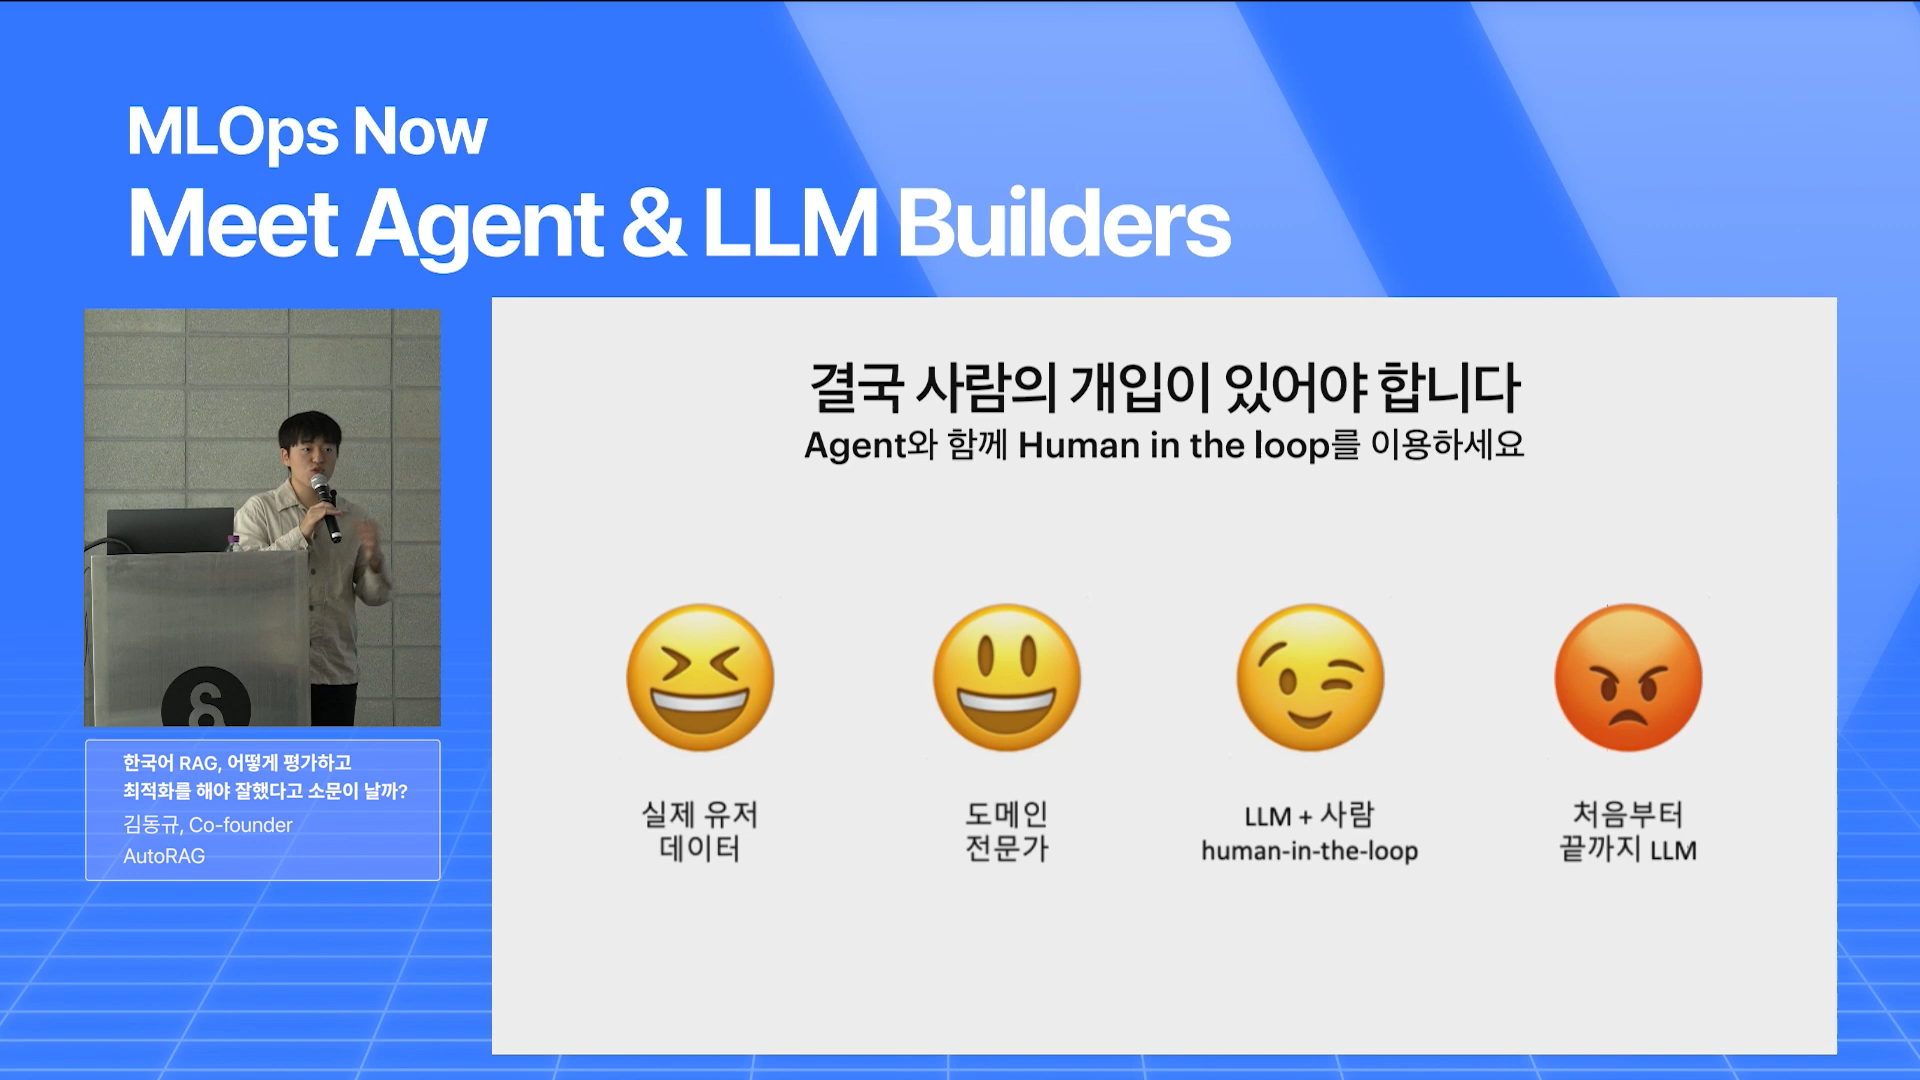 MLOps Now
Meet Agent & LLM Builders
결국 사람의 개입이 있어야 합니다
Agent와 함께 Human in the loop를 이용하세요
실제 유저
데이터
도메인
전문가
LLM + 사람
human-in-the-loop
처음부터
끝까지 LLM
한국어 RAG, 어떻게 평가하고
최적화를 해야 잘했다고 소문이 날까?
김동규, Co-founder
AutoRAG